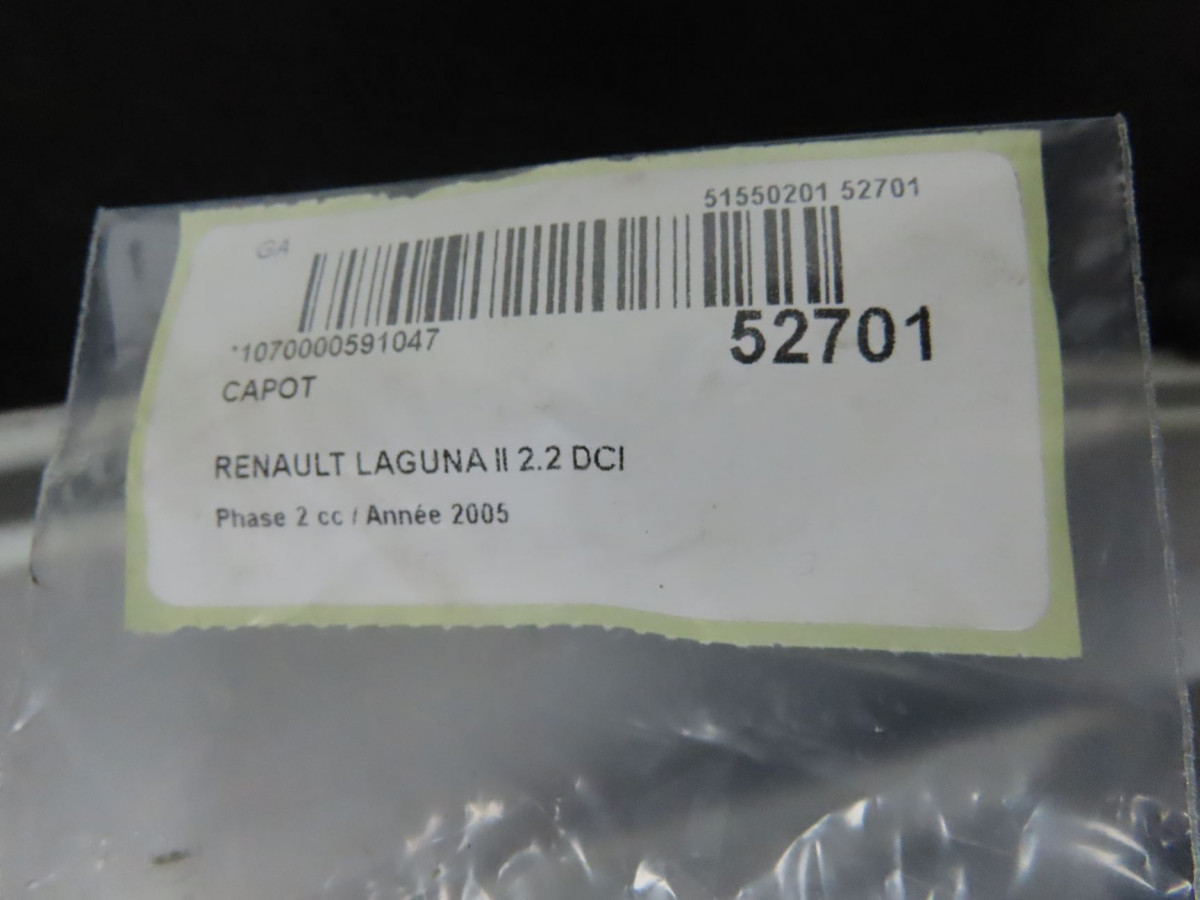 51550201 52701
GA
*1070000591047
52701
CAPOT
RENAULT LAGUNA II 2.2 DCI
Phase 2 cc / Année 2005